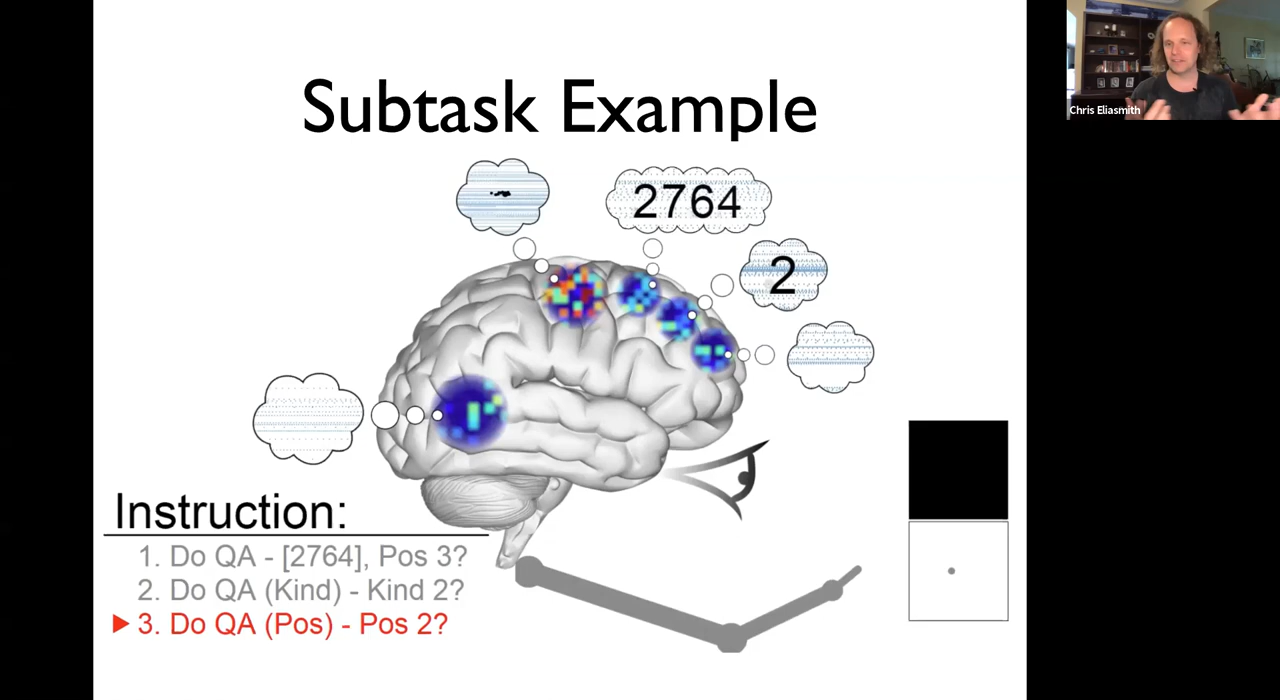 Subtask Example
Chris Eliasmith
2764
2
Instruction:
1. Do QA - [2764], Pos 3?
2. Do QA (Kind) - Kind 2?
3. Do QA (Pos) - Pos 2?